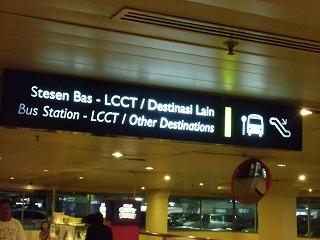 Stesen Bas - LCCT / Destinasi Lain
Bus Station - LCCT / Other Destinations